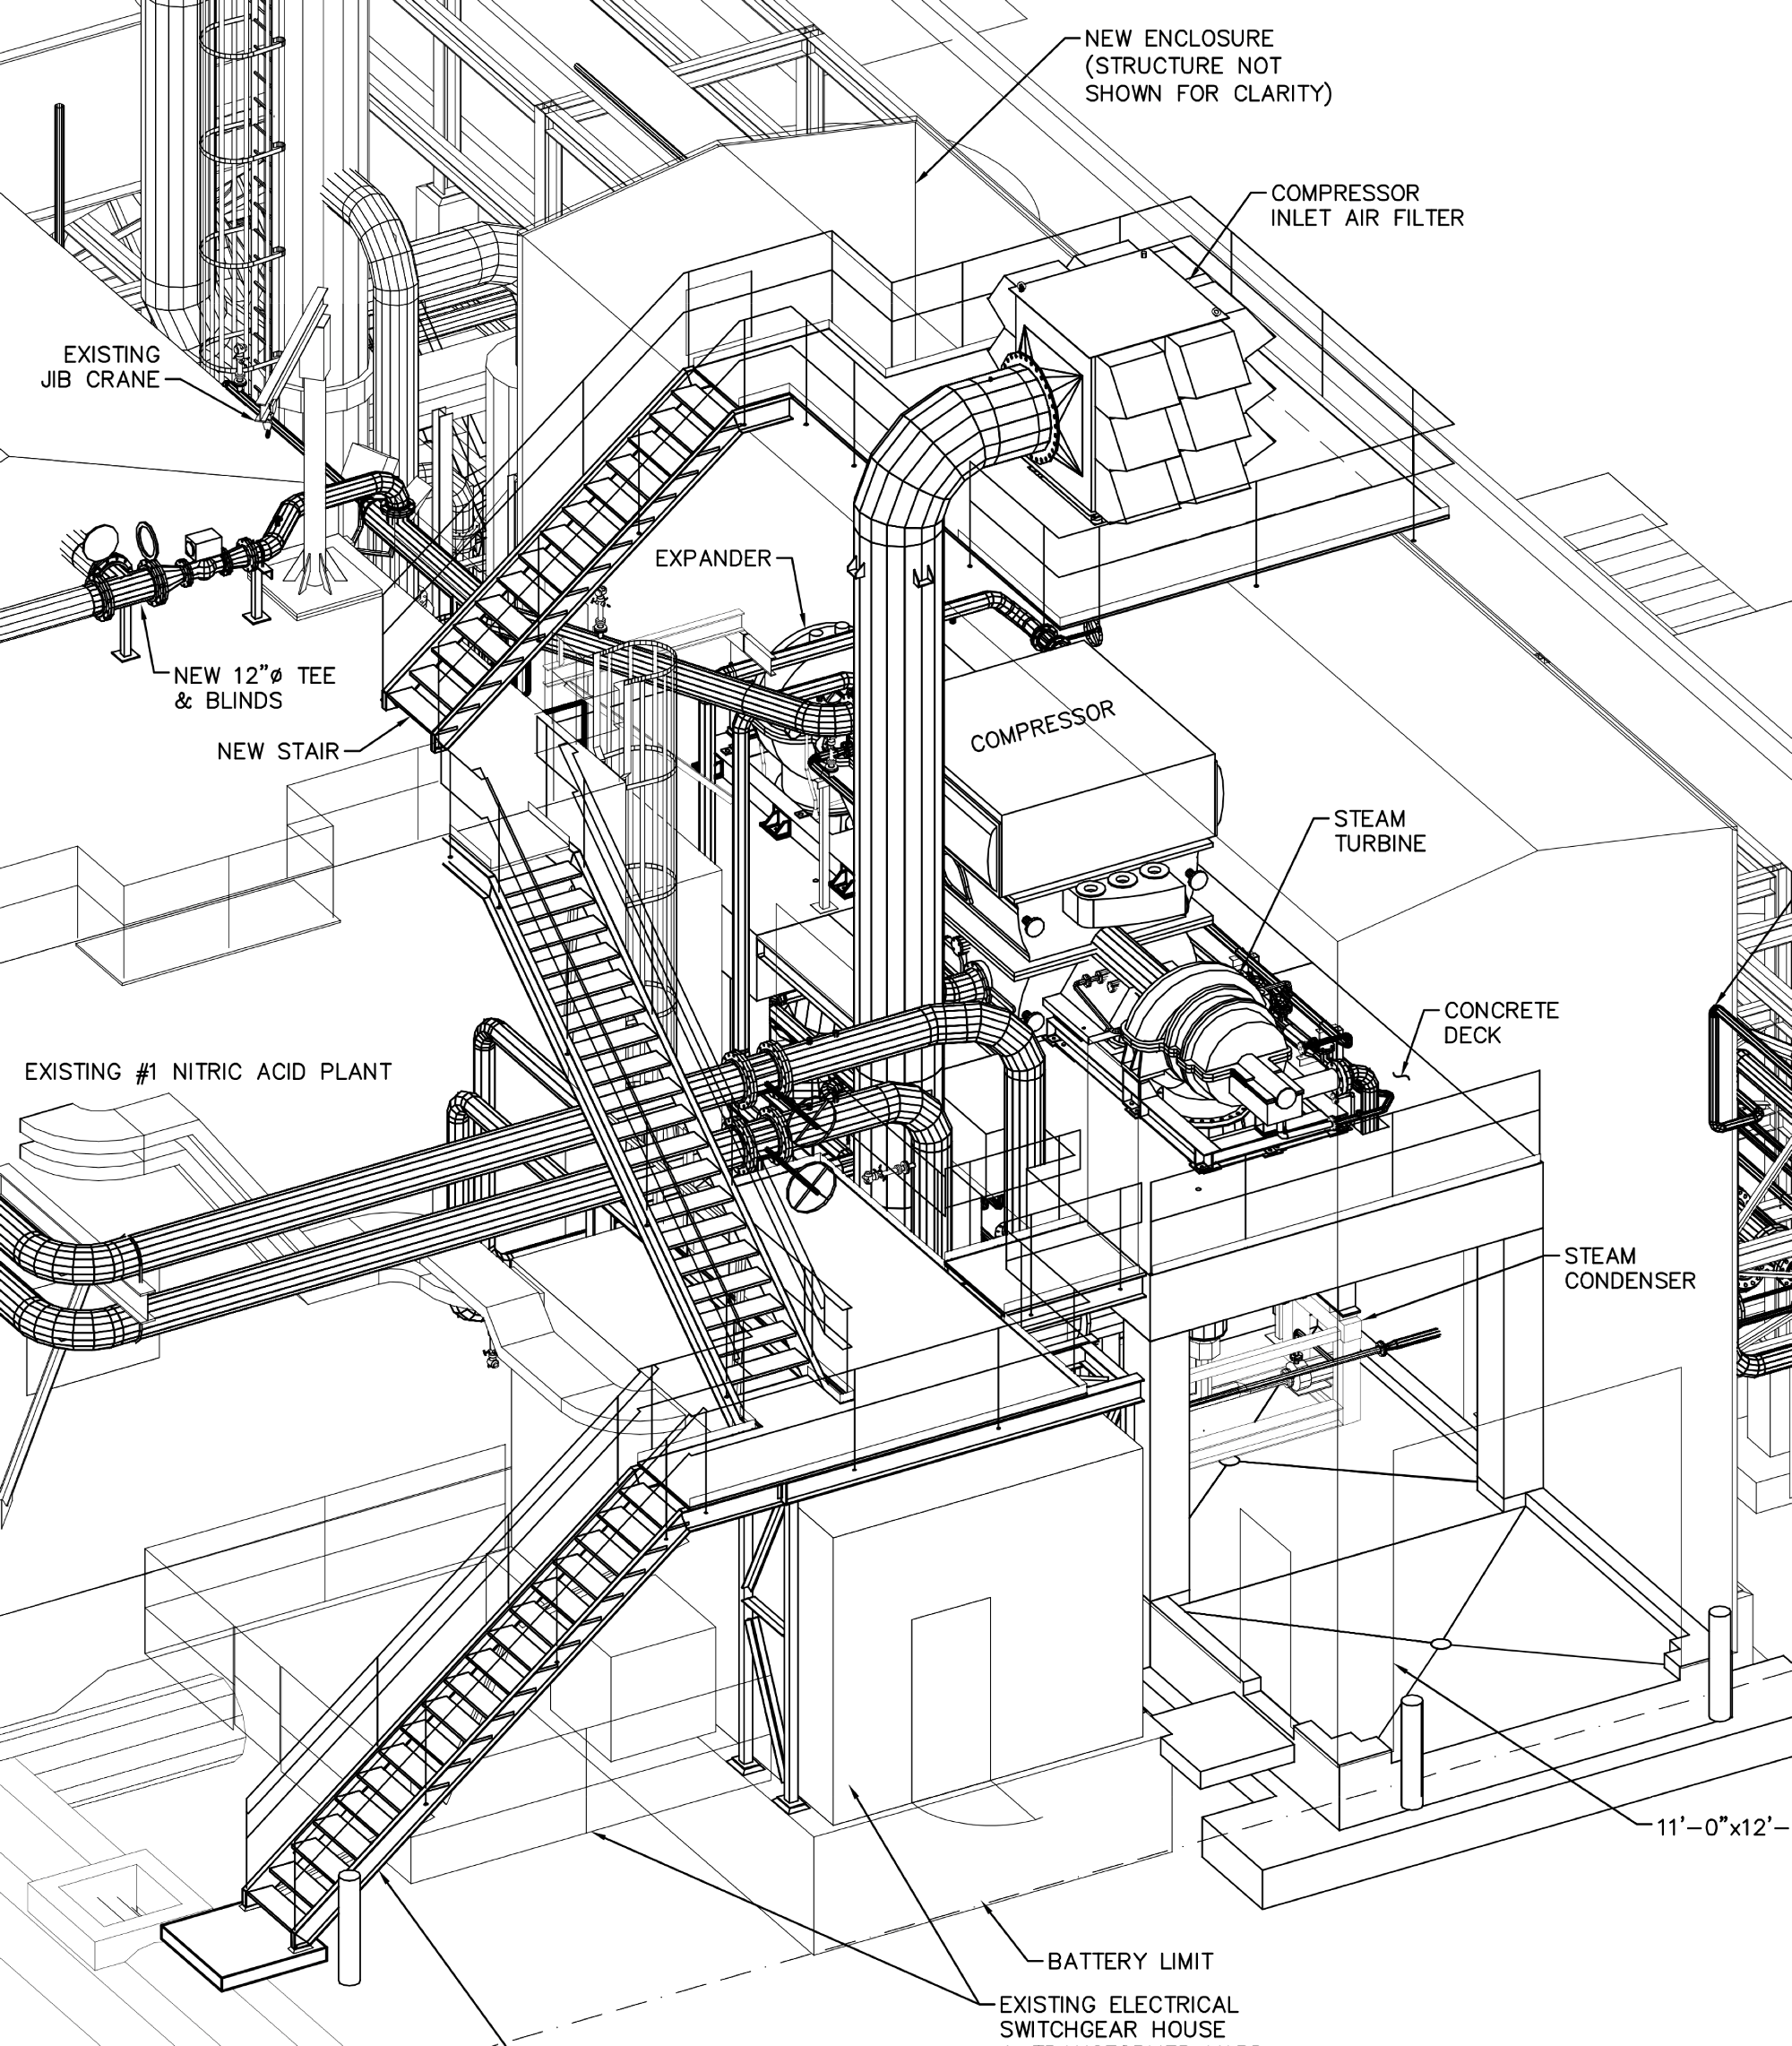 NEW ENCLOSURE
(STRUCTURE NOT
SHOWN FOR CLARITY)
COMPRESSOR
INLET AIR FILTER
EXISTING
JIB CRANE
EXPANDER
NEW 12"ø TEE
& BLINDS
NEW STAIR
COMPRESSOR
STEAM
TURBINE
CONCRETE
DECK
EXISTING #1 NITRIC ACID PLANT
STEAM
CONDENSER
11'-0"x12'-
BATTERY LIMIT
EXISTING ELECTRICAL
SWITCHGEAR HOUSE